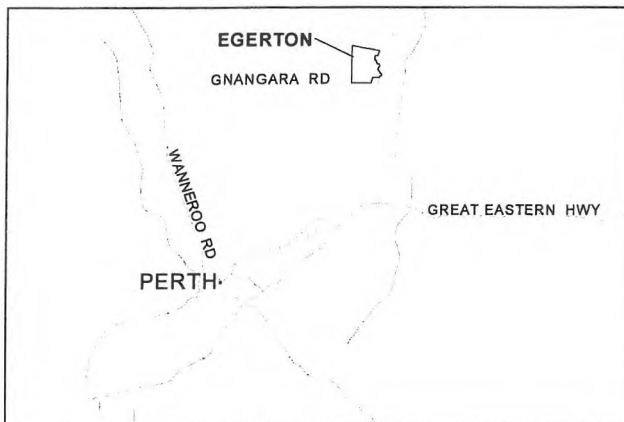 EGERTON
GNANGARA RD
WANNEROO RD
GREAT EASTERN HWY
PERTH